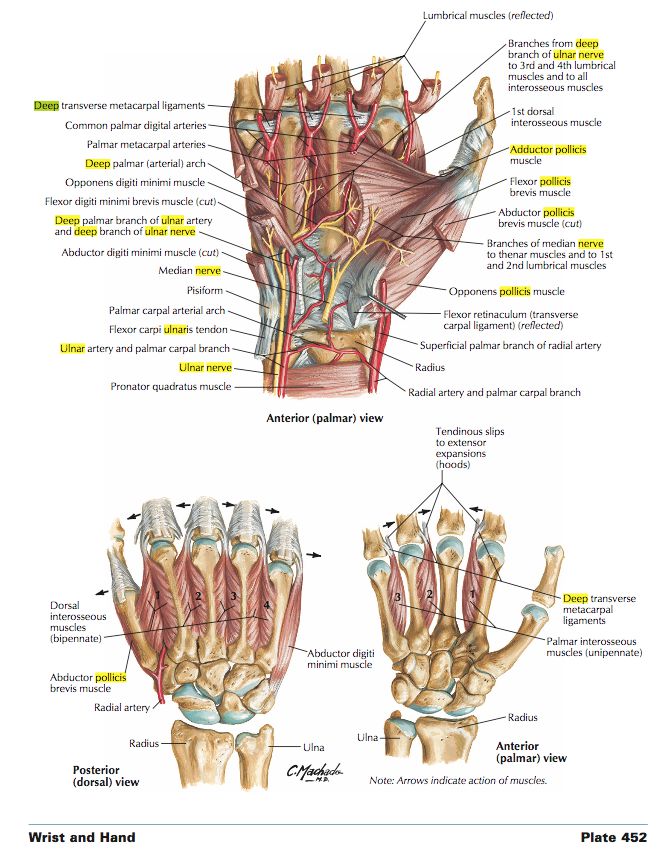 Lumbrical muscles (reflected)
Branches from deep
branch of ulnar nerve
to 3rd and 4th lumbrical
muscles and to all
interosseous muscles
Deep transverse metacarpal ligaments
Common palmar digital arteries
Palmar metacarpal arteries
Deep palmar (arterial) arch
Opponens digiti minimi muscle
Flexor digiti minimi brevis muscle (cut)
Deep palmar branch of ulnar artery
and deep branch of ulnar nerve
Abductor digiti minimi muscle (cut)
Median nerve
Pisiform
Palmar carpal arterial arch
Flexor carpi ulnaris tendon
Ulnar artery and palmar carpal branch
Ulnar nerve
Pronator quadratus muscle
1st dorsal
interosseous muscle
Adductor pollicis
muscle
Flexor pollicis
brevis muscle
Abductor pollicis
brevis muscle (cut)
Branches of median nerve
to thenar muscles and to 1st
and 2nd lumbrical muscles
Opponens pollicis muscle
Flexor retinaculum (transverse
carpal ligament) (reflected)
Superficial palmar branch of radial artery
Radius
Radial artery and palmar carpal branch
Anterior (palmar) view
Tendinous slips
to extensor
expansions
(hoods)
1
2
3
4
Dorsal
interosseous
muscles
(bipennate)
Abductor pollicis
brevis muscle
Radial artery
Radius
Abductor digiti
minimi muscle
Ulna
Posterior
(dorsal) view
C.Machado
M.D.
3
2
1
Deep transverse
metacarpal
ligaments
Palmar interosseous
muscles (unipennate)
Radius
Ulna
Anterior
(palmar) view
Note: Arrows indicate action of muscles.
Wrist and Hand
Plate 452